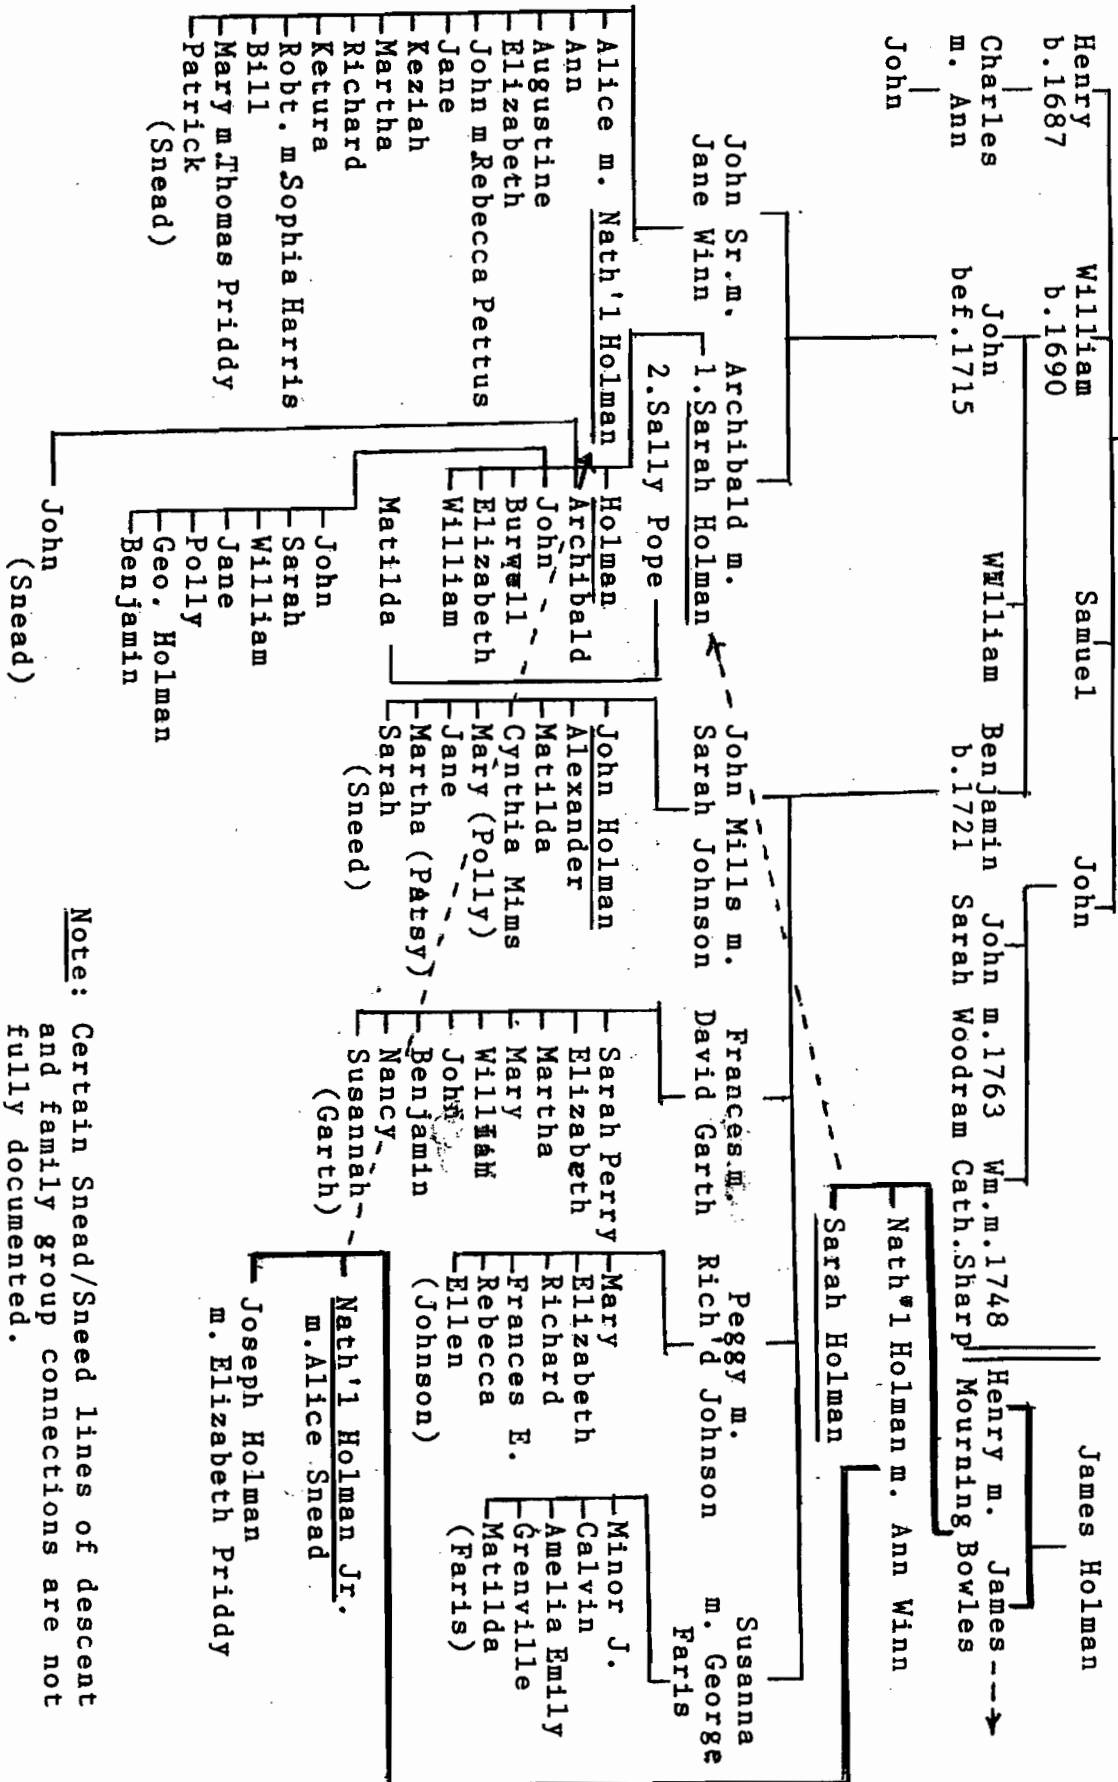 Henry
b.1687
William
b.1690
Samuel
John
James Holman
Charles
m. Ann
John
John
bef.1715
William
Benjamin
b.1721
John m.1763
Sarah Woodram
Wm.m.1748
Cath.Sharp
Henry m.
Mourning Bowles
James
Nath'l Holman m. Ann Winn
Sarah Holman
John Sr.m.
Jane Winn
Archibald m.
1.Sarah Holman
2.Sally Pope
John Mills m.
Sarah Johnson
Frances m.
David Garth
Peggy m.
Rich'd Johnson
Susanna
m. George
Faris
Alice m. Nath'l Holman
Ann
Augustine
Elizabeth
John m.Rebecca Pettus
Jane
Keziah
Martha
Richard
Ketura
Robt. m.Sophia Harris
Bill
Mary m.Thomas Priddy
Patrick
(Snead)
Holman
Archibald
John
Burwell
Elizabeth
William
Matilda
John
Sarah
William
Jane
Polly
Geo. Holman
Benjamin
John
(Snead)
John Holman
Alexander
Matilda
Cynthia Mims
Mary (Polly)
Jane
Martha (Patsy)
Sarah
(Sneed)
Sarah Perry
Elizabeth
Martha
Mary
William
John
Benjamin
Nancy
Susannah
(Garth)
Mary
Elizabeth
Richard
Frances E.
Rebecca
Ellen
(Johnson)
Minor J.
Calvin
Amelia Emily
Grenville
Matilda
(Faris)
Nath'l Holman Jr.
m.Alice Snead
Joseph Holman
m. Elizabeth Priddy
Note: Certain Snead/Sneed lines of descent
and family group connections are not
fully documented.